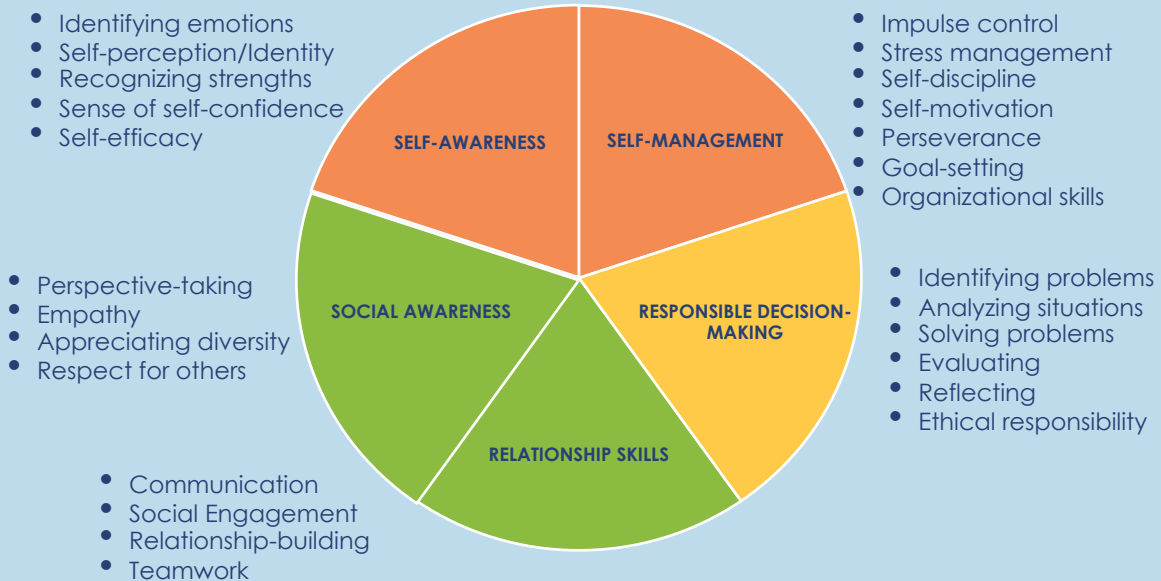 • Identifying emotions
• Self-perception/Identity
• Recognizing strengths
• Sense of self-confidence
• Self-efficacy
SELF-AWARENESS
SELF-MANAGEMENT
• Impulse control
• Stress management
• Self-discipline
• Self-motivation
• Perseverance
• Goal-setting
• Organizational skills
• Perspective-taking
• Empathy
• Appreciating diversity
• Respect for others
SOCIAL AWARENESS
RESPONSIBLE DECISION-
MAKING
• Identifying problems
• Analyzing situations
• Solving problems
• Evaluating
• Reflecting
• Ethical responsibility
RELATIONSHIP SKILLS
• Communication
• Social Engagement
• Relationship-building
• Teamwork